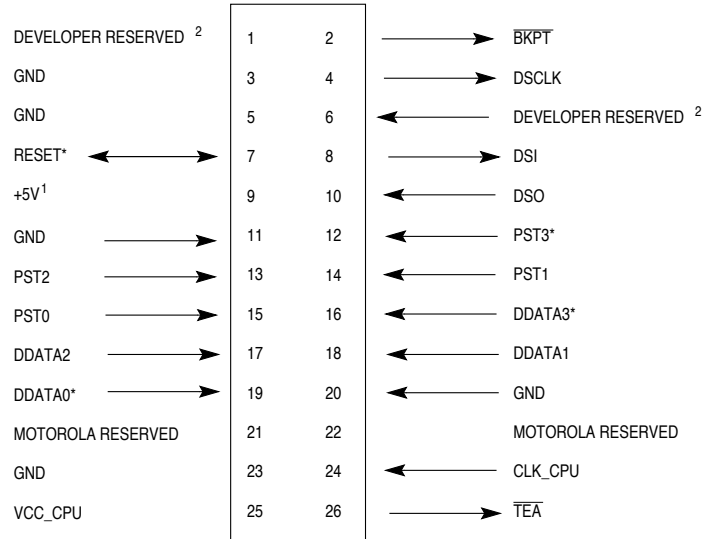 DEVELOPER RESERVED 2 1 2 BKPT
GND 3 4 DSCLK
GND 5 6 DEVELOPER RESERVED 2
RESET* 7 8 DSI
+5V1 9 10 DSO
GND 11 12 PST3*
PST2 13 14 PST1
PST0 15 16 DDATA3*
DDATA2 17 18 DDATA1
DDATA0* 19 20 GND
MOTOROLA RESERVED 21 22 MOTOROLA RESERVED
GND 23 24 CLK_CPU
VCC_CPU 25 26 TEA